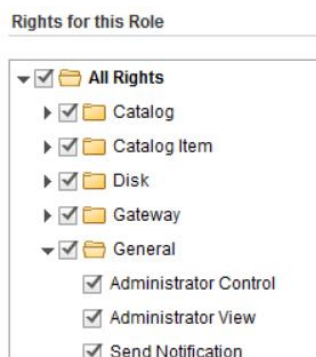 Rights for this Role
All Rights
Catalog
Catalog Item
Disk
Gateway
General
Administrator Control
Administrator View
Send Notification